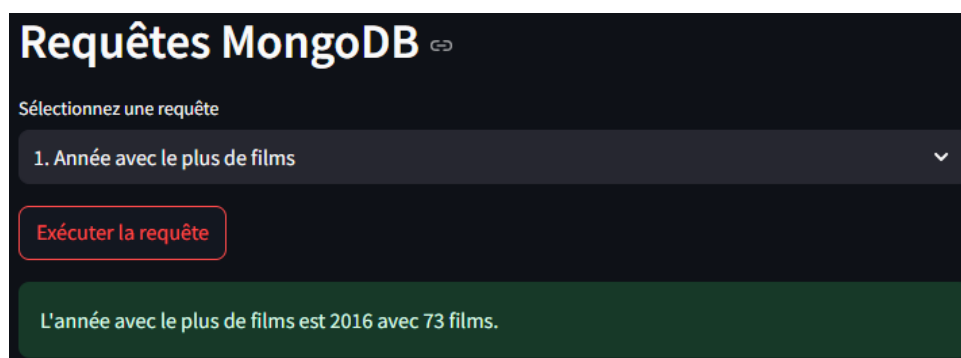 Requêtes MongoDB
Sélectionnez une requête
1. Année avec le plus de films
Exécuter la requête
L'année avec le plus de films est 2016 avec 73 films.